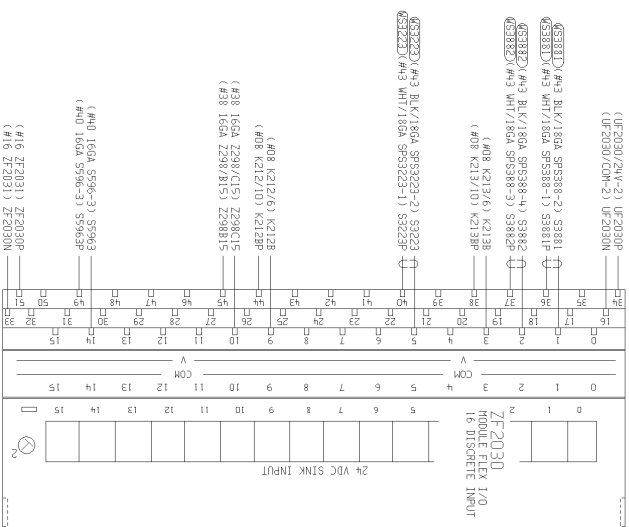 (UF2030/24V-2) UF2030P
(UF2030/COM-2) UF2030N
WS3881 (#43 BLK/18GA SPS388-2) S3881
WS3881 (#43 WHT/18GA SPS388-1) S3881P
WS3882 (#43 BLK/18GA SPS388-4) S3882
WS3882 (#43 WHT/18GA SPS388-3) S3882P
(#08 K213/6) K213B
(#08 K213/10) K213BP
WS3223 (#43 BLK/18GA SPS3223-2) S3223
WS3223 (#43 WHT/18GA SPS3223-1) S3223P
(#08 K212/6) K212B
(#08 K212/10) K212BP
(#38 16GA Z298/C15) Z298C15
(#38 16GA Z298/B15) Z298B15
(#40 16GA S596-3) S5963
(#40 16GA S596-3) S5963P
(#16 ZF2031) ZF2030P
(#16 ZF2031) ZF2030N
34 35 36 37 38 39 40 41 42 43 44 45 46 47 48 49 50 51
16 17 18 19 20 21 22 23 24 25 26 27 28 29 30 31 32 33
0 1 2 3 4 5 6 7 8 9 10 11 12 13 14 15
V V
COM COM
0 1 2 3 4 5 6 7 8 9 10 11 12 13 14 15
0 1 2 5 6 7 8 9 10 11 12 13 14 15
ZF2030
MODULE FLEX I/O
16 DISCRETE INPUT
24 VDC SINK INPUT
2